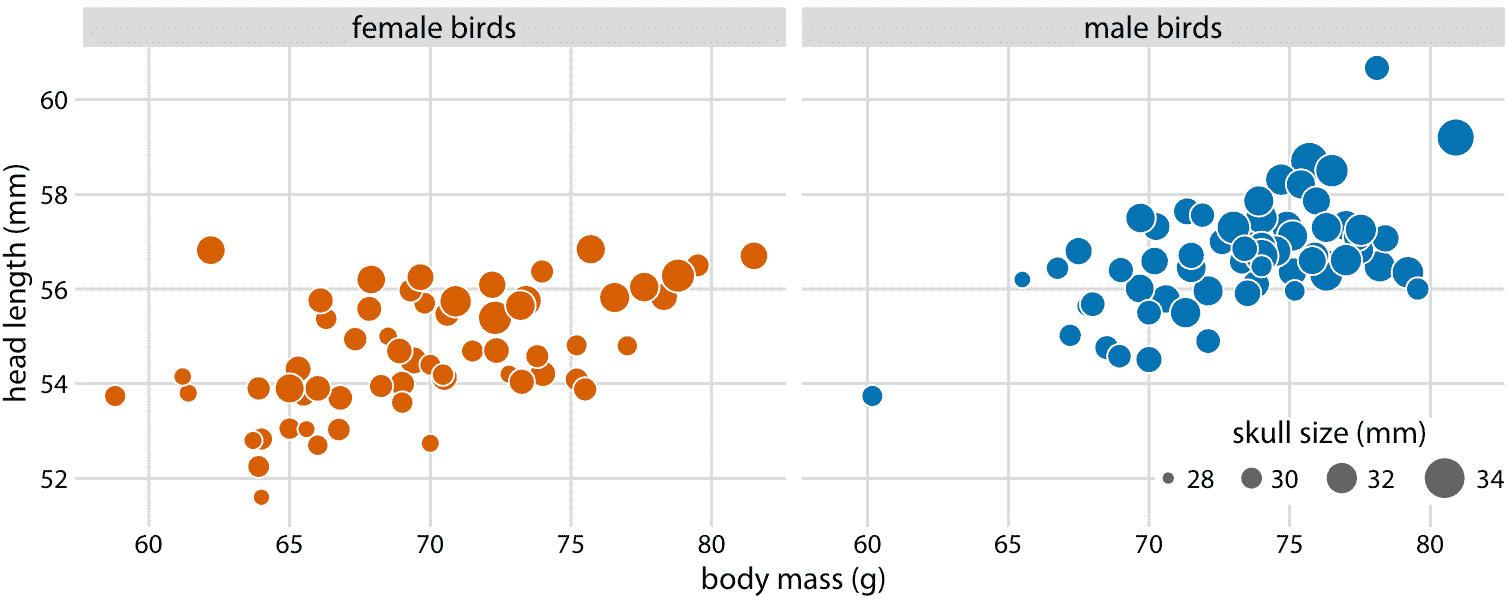 female birds
male birds
head length (mm)
60
58
56
54
52
skull size (mm)
28 30 32 34
60 65 70 75 80
60 65 70 75 80
body mass (g)